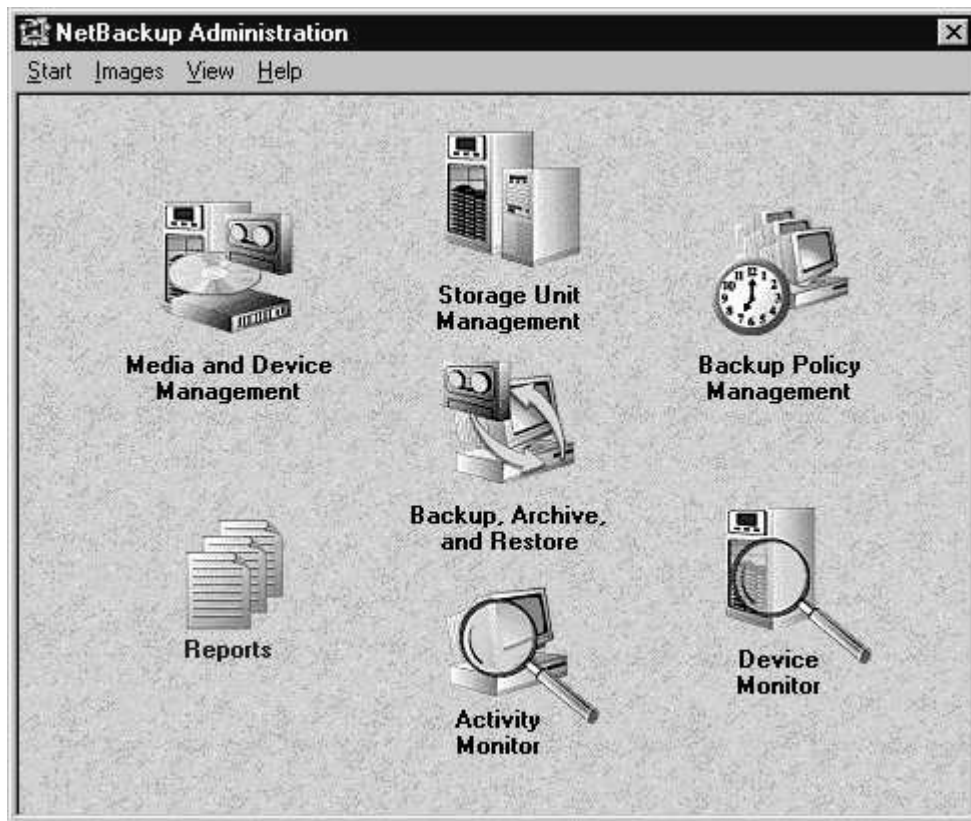 NetBackup Administration
Start Images View Help
Storage Unit
Management
Media and Device
Management
Backup Policy
Management
Backup, Archive,
and Restore
Reports
Device
Monitor
Activity
Monitor